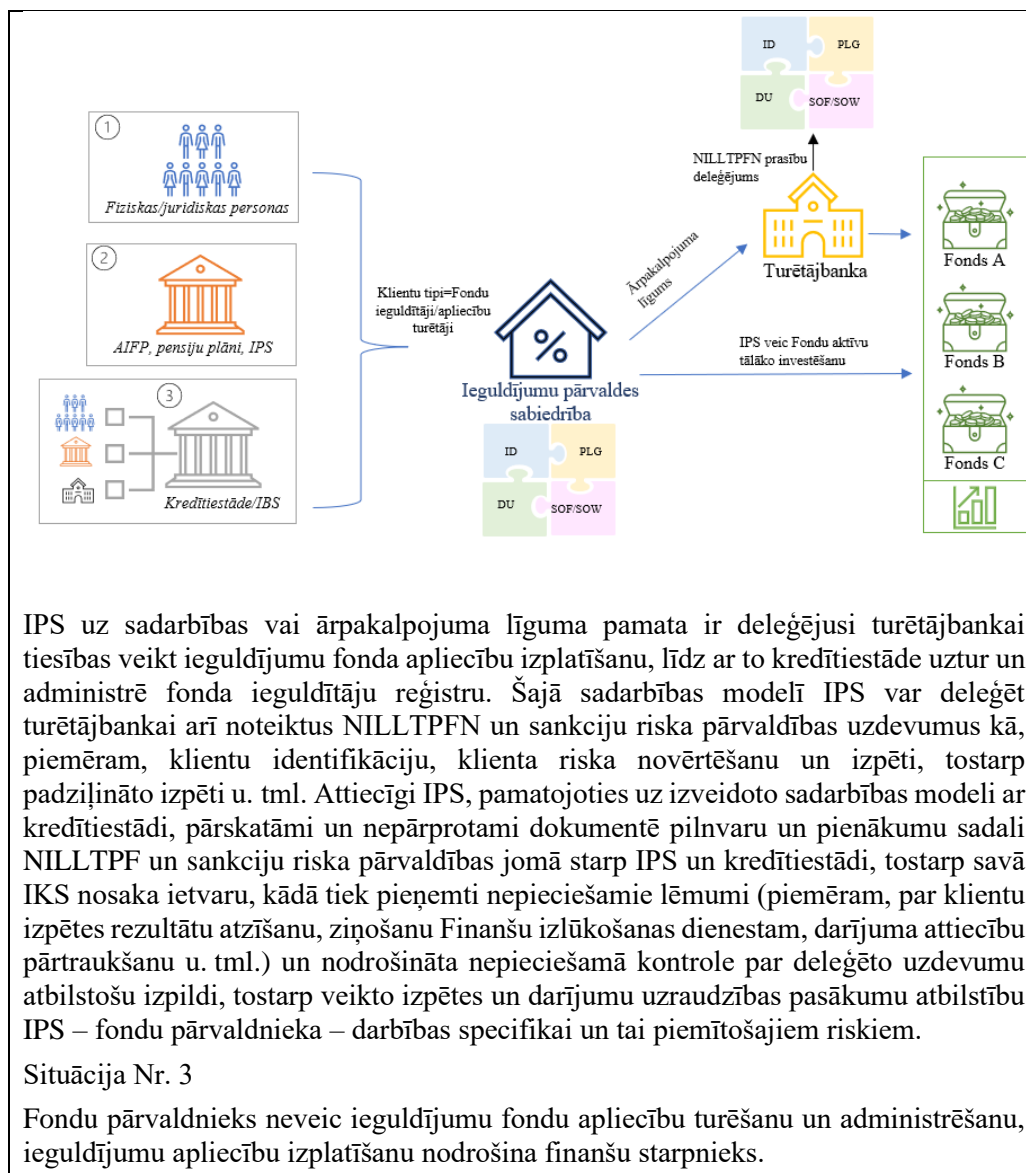 ID
PLG
DU
SOF/SOW
NILLTPFN prasību
deleģējums
1
Fiziskas/juridiskas personas
2
AIFP, pensiju plāni, IPS
3
Kredītiestāde/IBS
Klientu tipi=Fondu
ieguldītāji/apliecību
turētāji
%
Ieguldījumu pārvaldes
sabiedrība
ID
PLG
DU
SOF/SOW
Ārpakalpojuma
līgums
Turētājbanka
IPS veic Fondu aktīvu
tālāko investēšanu
Fonds A
Fonds B
Fonds C
IPS uz sadarbības vai ārpakalpojuma līguma pamata ir deleģējusi turētājbankai
tiesības veikt ieguldījumu fonda apliecību izplatīšanu, līdz ar to kredītiestāde uztur un
administrē fonda ieguldītāju reģistru. Šajā sadarbības modelī IPS var deleģēt
turētājbankai arī noteiktus NILLTPFN un sankciju riska pārvaldības uzdevumus kā,
piemēram, klientu identifikāciju, klienta riska novērtēšanu un izpēti, tostarp
padziļināto izpēti u. tml. Attiecīgi IPS, pamatojoties uz izveidoto sadarbības modeli ar
kredītiestādi, pārskatāmi un nepārprotami dokumentē pilnvaru un pienākumu sadali
NILLTPF un sankciju riska pārvaldības jomā starp IPS un kredītiestādi, tostarp savā
IKS nosaka ietvaru, kādā tiek pieņemti nepieciešamie lēmumi (piemēram, par klientu
izpētes rezultātu atzīšanu, ziņošanu Finanšu izlūkošanas dienestam, darījuma attiecību
pārtraukšanu u. tml.) un nodrošināta nepieciešamā kontrole par deleģēto uzdevumu
atbilstošu izpildi, tostarp veikto izpētes un darījumu uzraudzības pasākumu atbilstību
IPS – fondu pārvaldnieka – darbības specifikai un tai piemītošajiem riskiem.
Situācija Nr. 3
Fondu pārvaldnieks neveic ieguldījumu fondu apliecību turēšanu un administrēšanu,
ieguldījumu apliecību izplatīšanu nodrošina finanšu starpnieks.